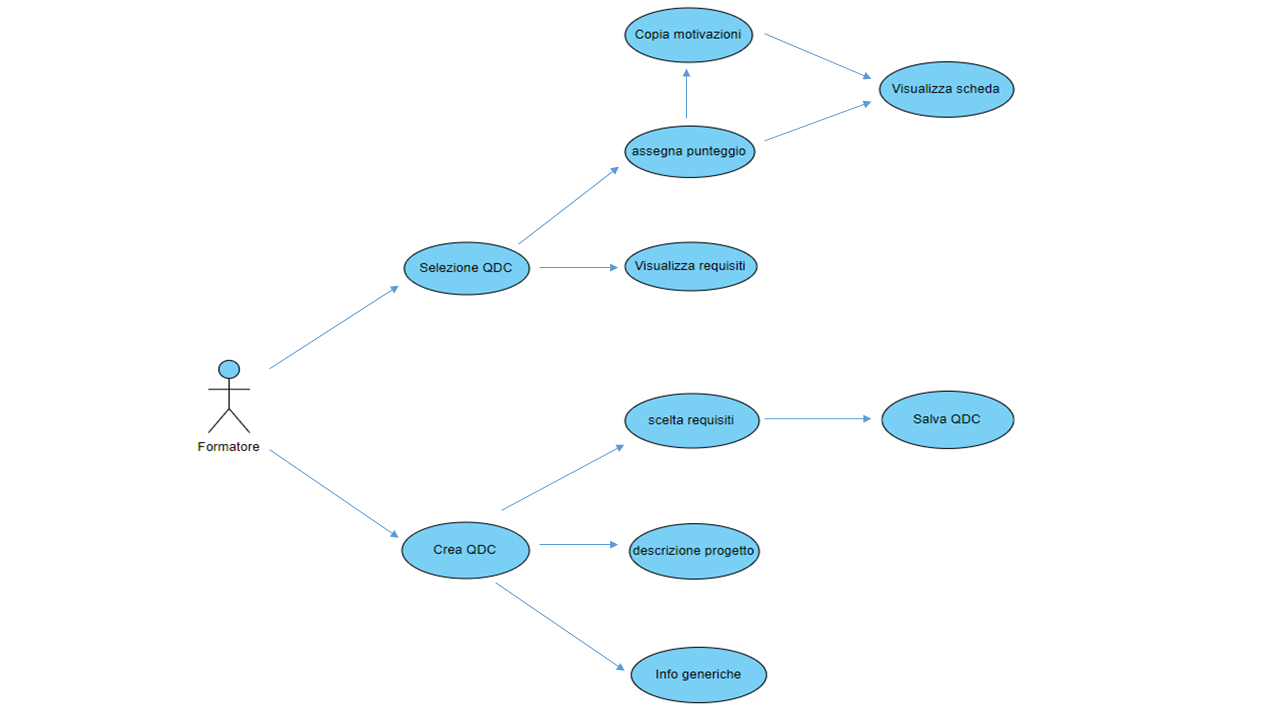 Copia motivazioni
Visualizza scheda
assegna punteggio
Selezione QDC
Visualizza requisiti
Formatore
scelta requisiti
Salva QDC
Crea QDC
descrizione progetto
Info generiche